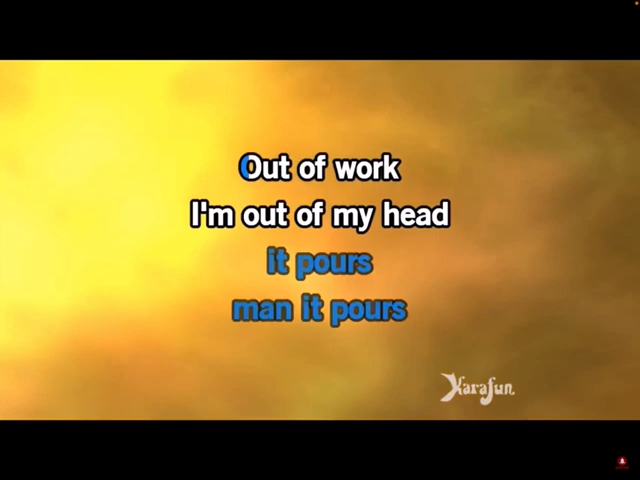 Out of work
I'm out of my head
it pours
man it pours
Karafun